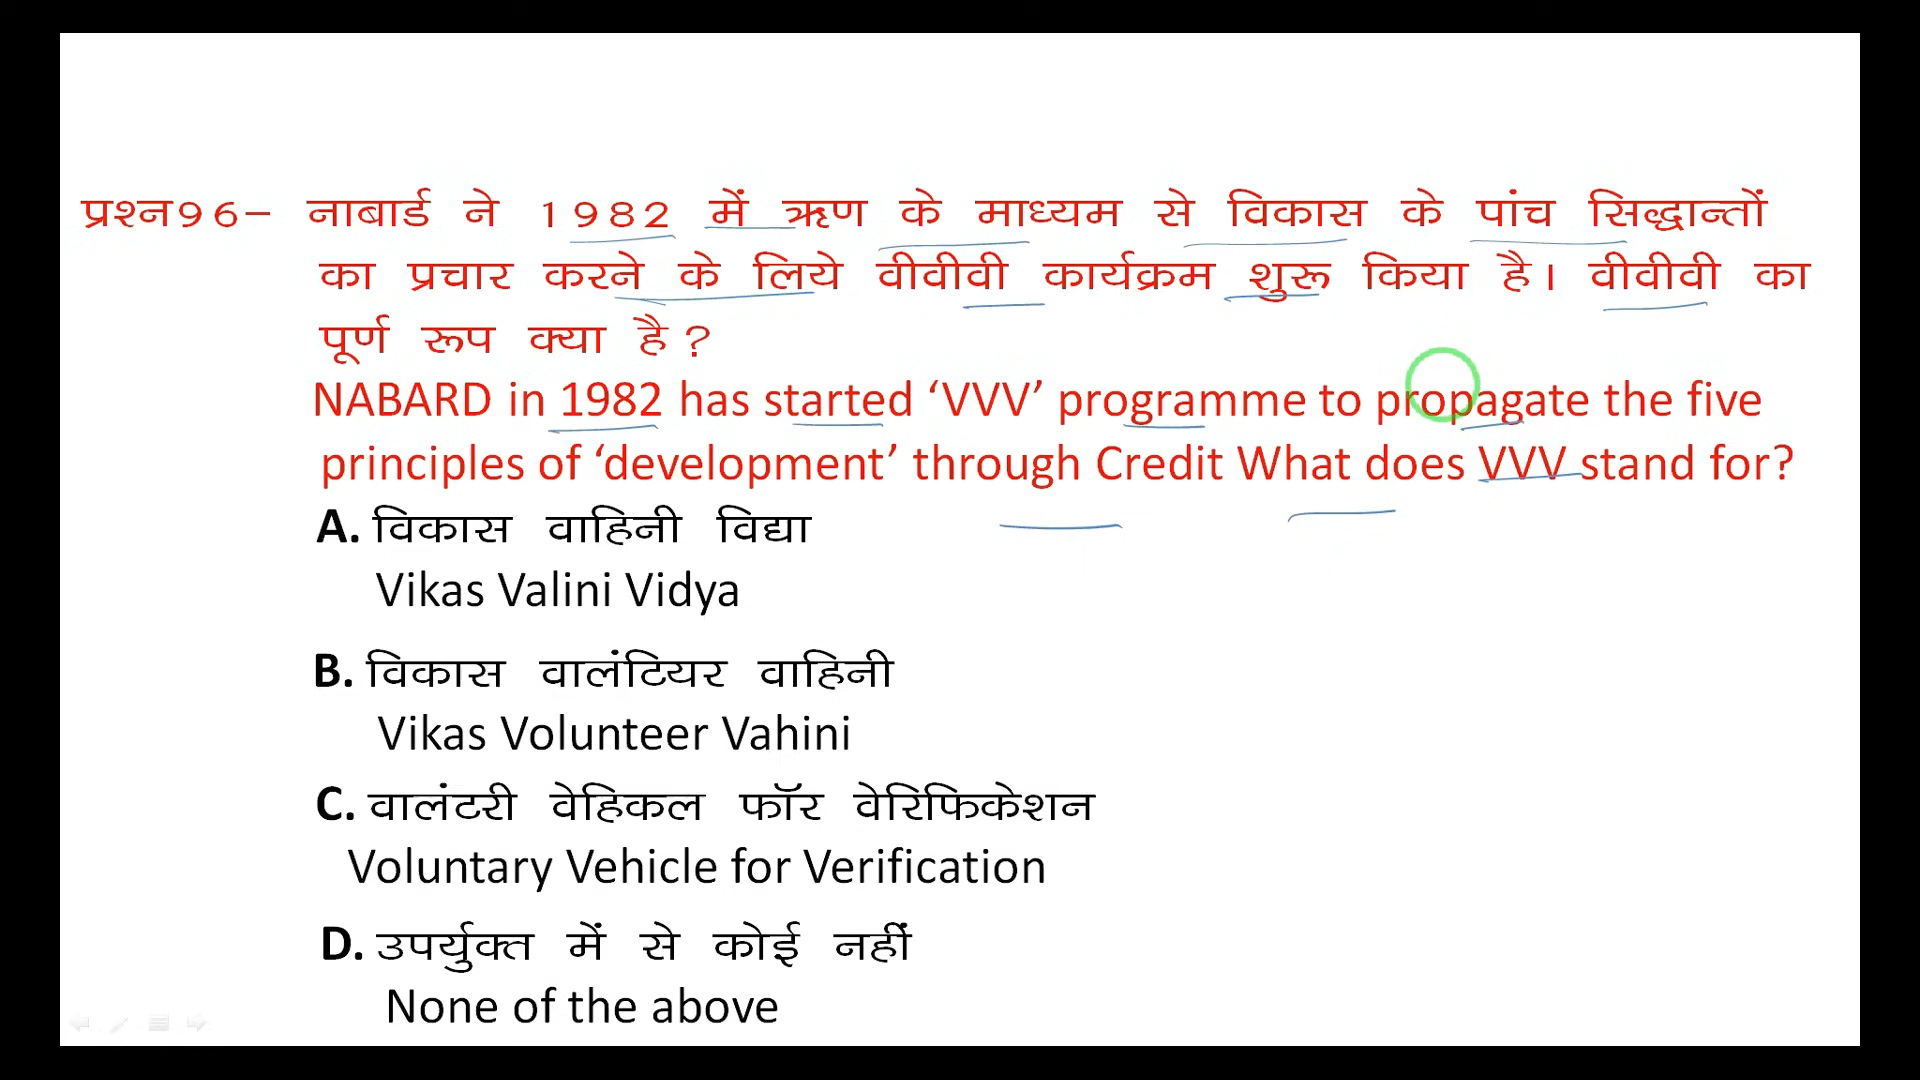 प्रश्न96– नाबार्ड ने 1982 में ऋण के माध्यम से विकास के पांच सिद्धान्तों
का प्रचार करने के लिये वीवीवी कार्यक्रम शुरू किया है। वीवीवी का
पूर्ण रूप क्या है?
NABARD in 1982 has started ‘VVV’ programme to propagate the five
principles of ‘development’ through Credit What does VVV stand for?
A. विकास वाहिनी विद्या
Vikas Valini Vidya
B. विकास वालंटियर वाहिनी
Vikas Volunteer Vahini
C. वालंटरी वेहिकल फॉर वेरिफिकेशन
Voluntary Vehicle for Verification
D. उपर्युक्त में से कोई नहीं
None of the above